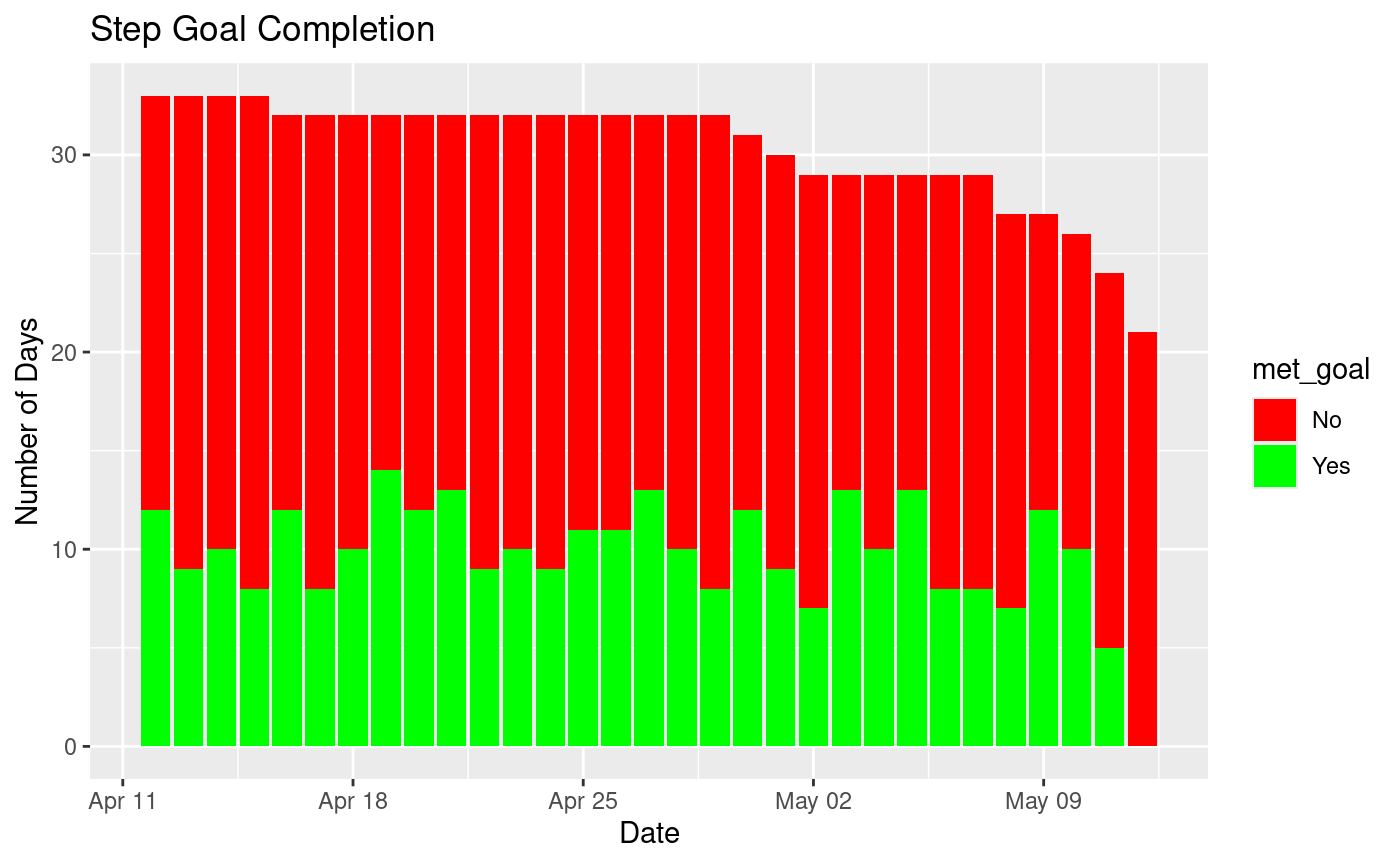 Step Goal Completion
Number of Days
30
20
10
0
Apr 11
Apr 18
Apr 25
May 02
May 09
Date
met_goal
No
Yes